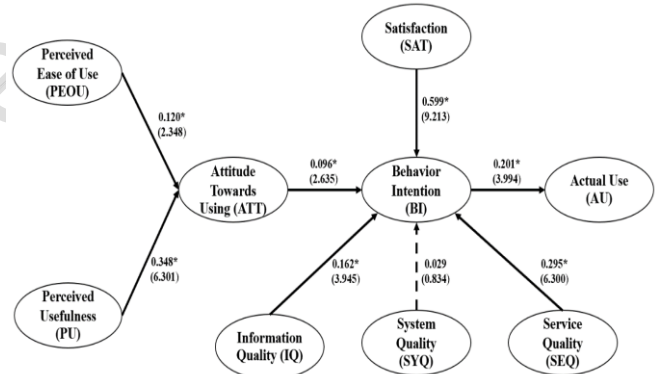 Satisfaction
(SAT)
Perceived
Ease of Use
(PEOU)
0.599*
(9.213)
0.120*
(2.348)
Attitude
Towards
Using (ATT)
0.096*
(2.635)
Behavior
Intention
(BI)
0.201*
(3.994)
Actual Use
(AU)
0.348*
(6.301)
0.162*
(3.945)
0.029
(0.834)
0.295*
(6.300)
Perceived
Usefulness
(PU)
Information
Quality (IQ)
System
Quality
(SYQ)
Service
Quality
(SEQ)